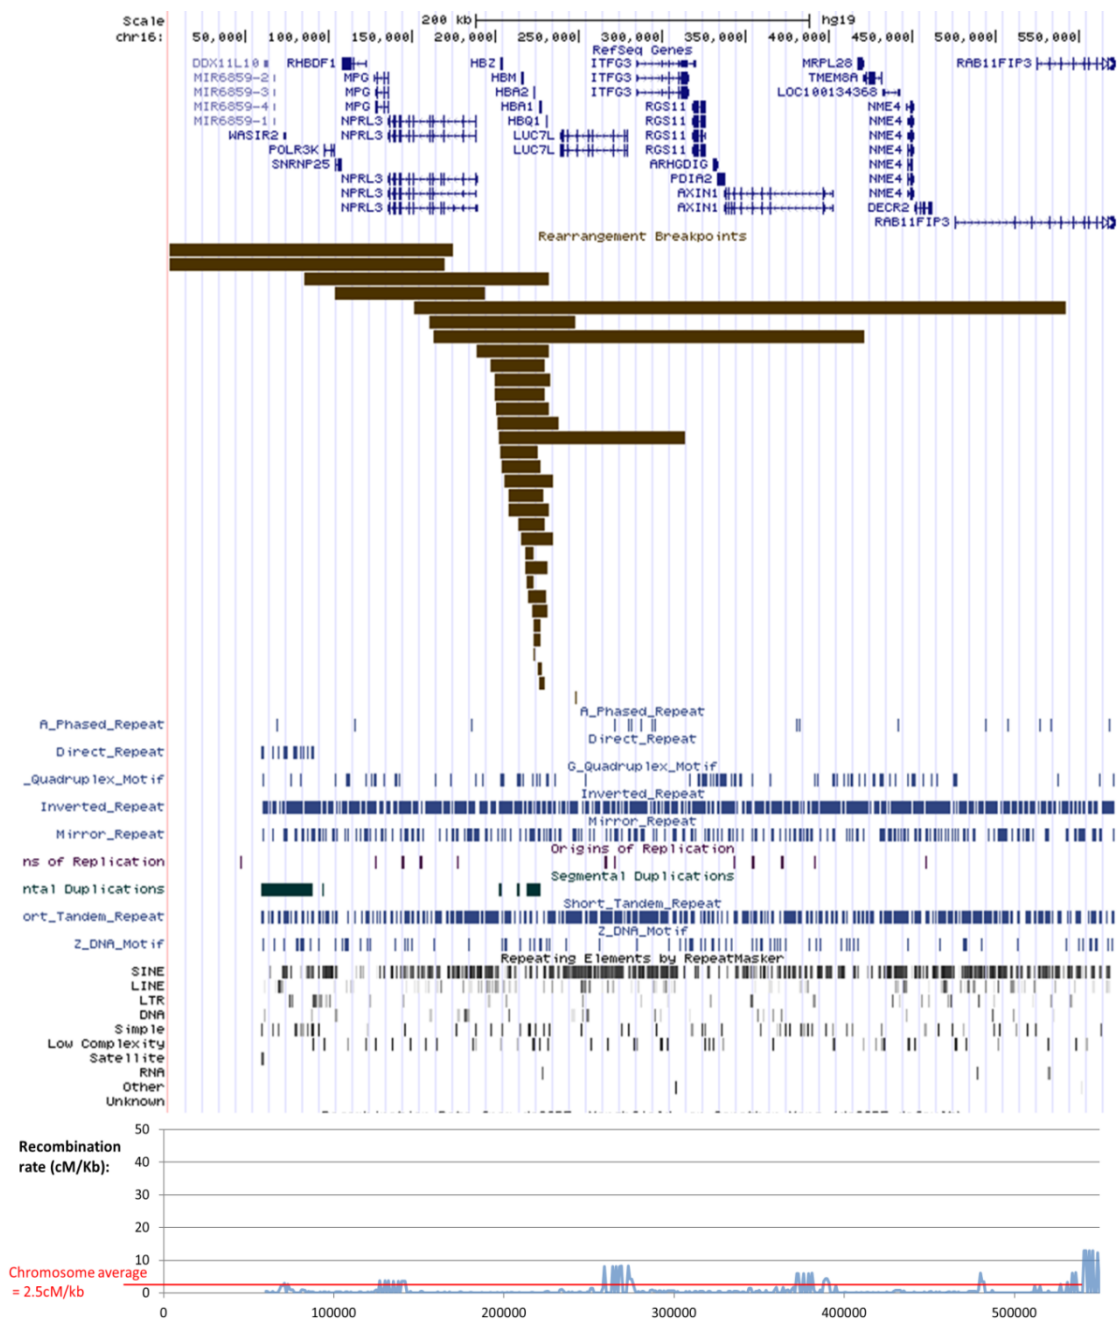 Scale 200 kb hg19
chr16: 50,000 100,000 150,000 200,000 250,000 300,000 350,000 400,000 450,000 500,000 550,000
RefSeq Genes
DDX11L10 RHBDF1 HBZ ITFG3 MRPL28 RAB11FIP3
MIR6859-2 MPG HBM ITFG3 TMEM8A
MIR6859-3 MPG HBA2 ITFG3 LOC100134368
MIR6859-4 MPG HBA1 RGS11 NME4
MIR6859-1 NPRL3 HBQ1 RGS11 NME4
WASIR2 NPRL3 LUC7L RGS11 NME4
POLR3K LUC7L RGS11 NME4
SNRNP25 ARHGDIG NME4
NPRL3 PDIA2 NME4
NPRL3 AXIN1 NME4
NPRL3 AXIN1 DECR2
RAB11FIP3
Rearrangement Breakpoints
A_Phased_Repeat
A_Phased_Repeat
Direct_Repeat
Direct_Repeat
G_Quadruplex_Motif
_Quadruplex_Motif
Inverted_Repeat
Inverted_Repeat
Mirror_Repeat
Mirror_Repeat
Origins of Replication
ns of Replication
Segmental Duplications
ntal Duplications
Short_Tandem_Repeat
ort_Tandem_Repeat
Z_DNA_Motif
Z_DNA_Motif
Repeating Elements by RepeatMasker
SINE
LINE
LTR
DNA
Simple
Low Complexity
Satellite
RNA
Other
Unknown
50
Recombination
rate (cM/Kb):
40
30
20
10
Chromosome average
= 2.5cM/kb
0
0 100000 200000 300000 400000 500000